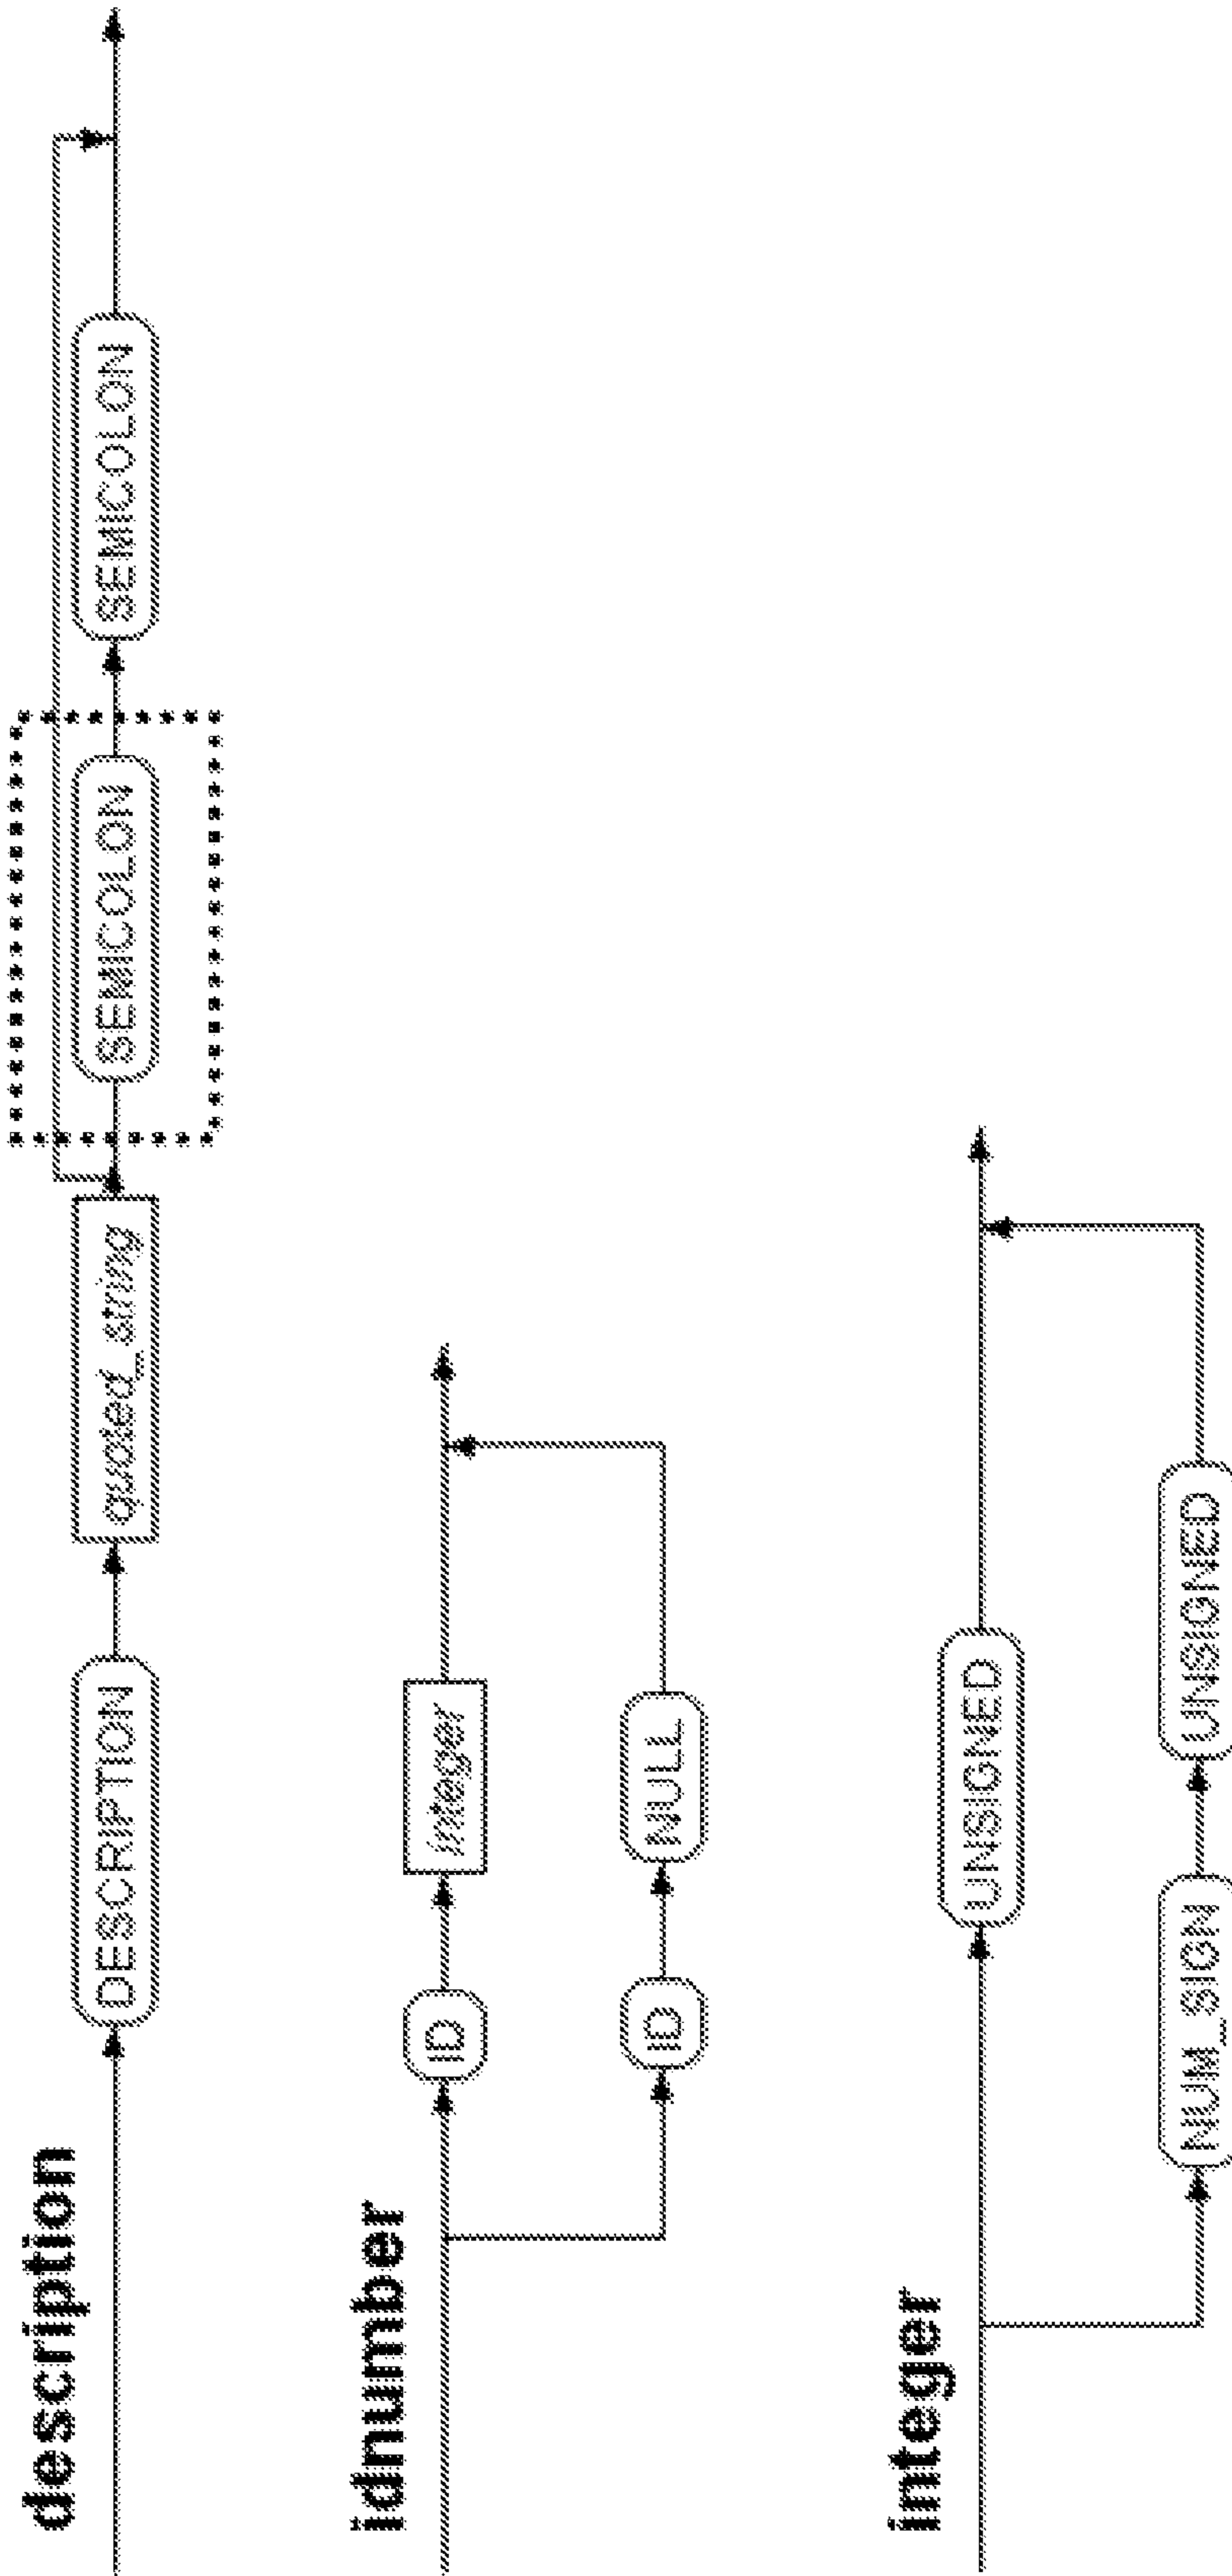 description
DESCRIPTION quoted_string SEMICOLON SEMICOLON
idnumber
ID integer
ID NULL
integer
UNSIGNED
NUM_SIGN UNSIGNED